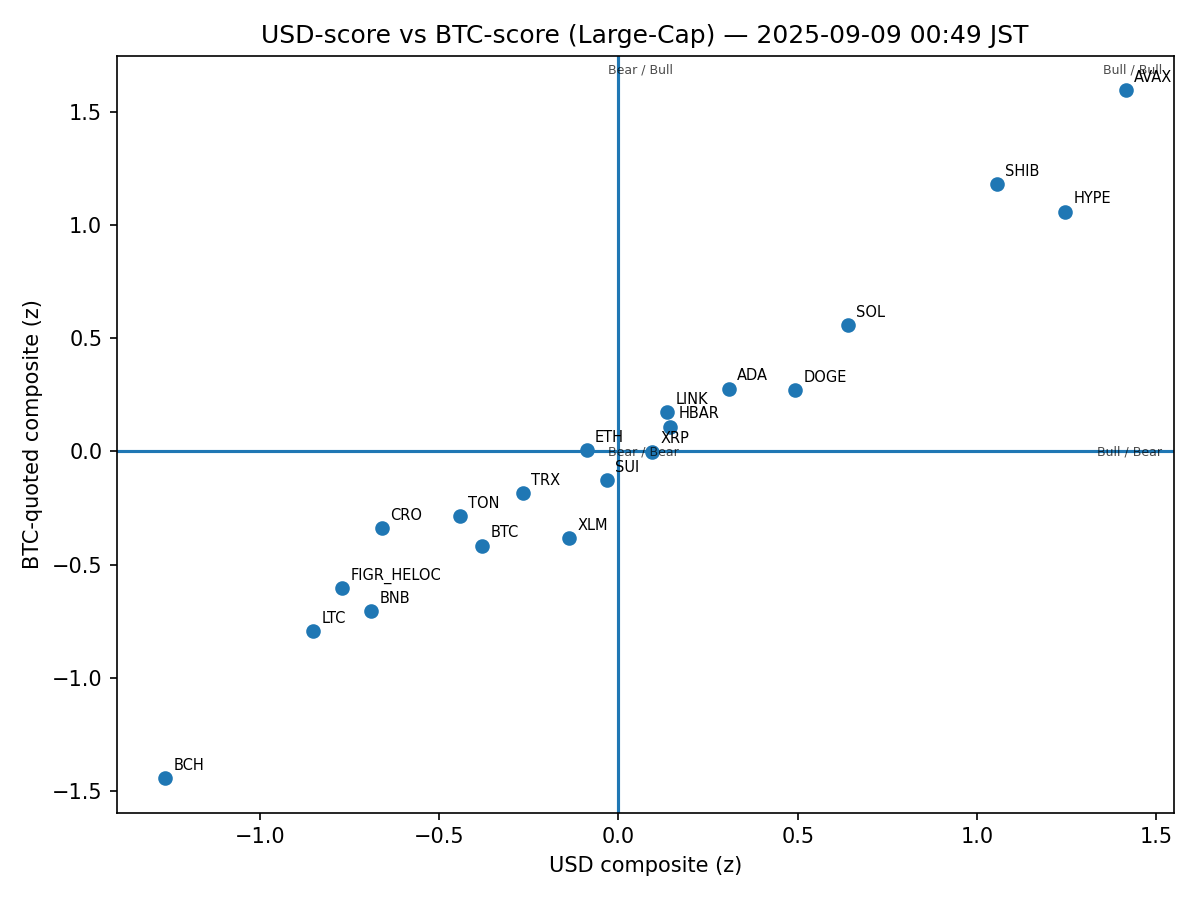 USD-score vs BTC-score (Large-Cap) — 2025-09-09 00:49 JST
Bear / Bull
Bull / Bull
AVAX
1.5
SHIB
HYPE
1.0
SOL
0.5
ADA
DOGE
LINK
HBAR
ETH
XRP
0.0
Bear / Bear
Bull / Bear
SUI
TRX
TON
CRO
XLM
BTC
−0.5
FIGR_HELOC
BNB
LTC
−1.0
BCH
−1.5
BTC-quoted composite (z)
−1.0
−0.5
0.0
0.5
1.0
1.5
USD composite (z)